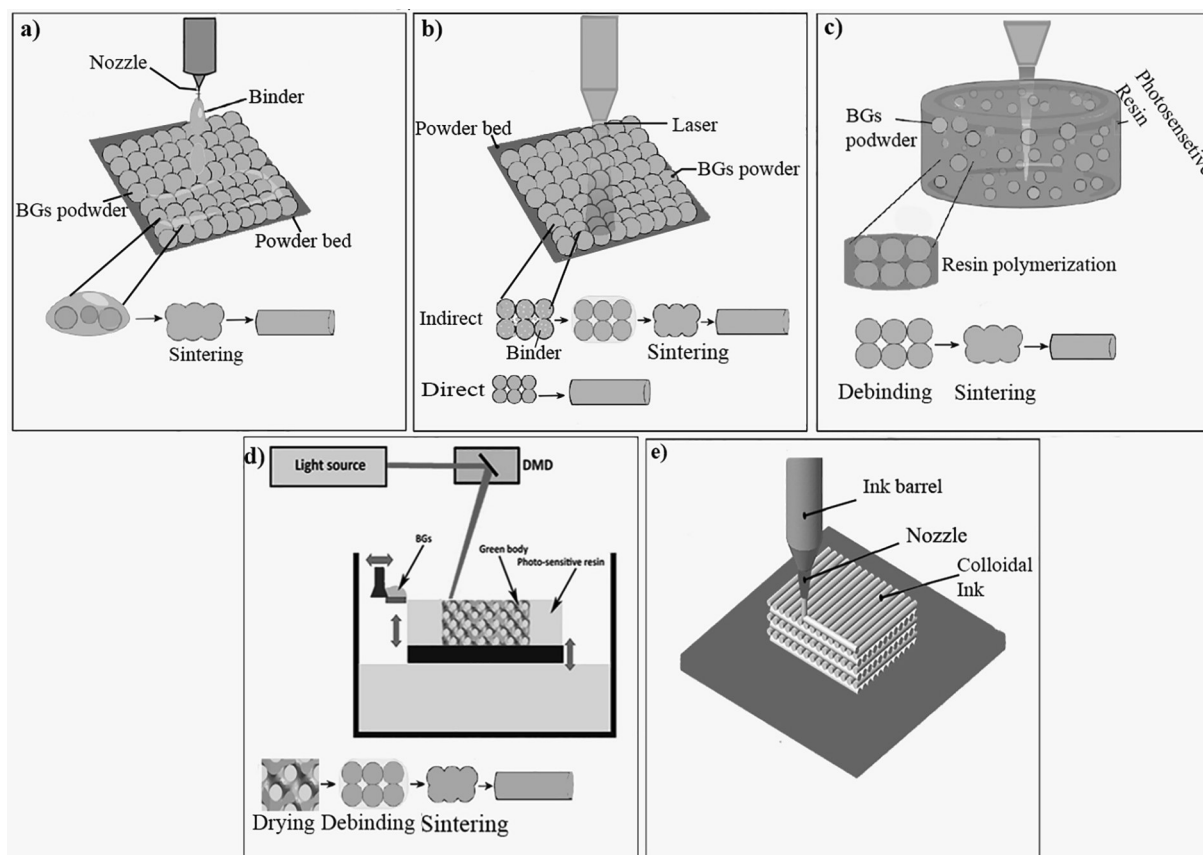 a)
Nozzle
Binder
BGs podwder
Powder bed
Sintering
b)
Powder bed
Laser
BGs powder
Indirect
Binder
Sintering
Direct
c)
BGs
podwder
Photosensetive
Resin
Resin polymerization
Debinding
Sintering
d)
Light source
DMD
BGs
Green body
Photo-sensitive resin
Drying
Debinding
Sintering
e)
Ink barrel
Nozzle
Colloidal
Ink